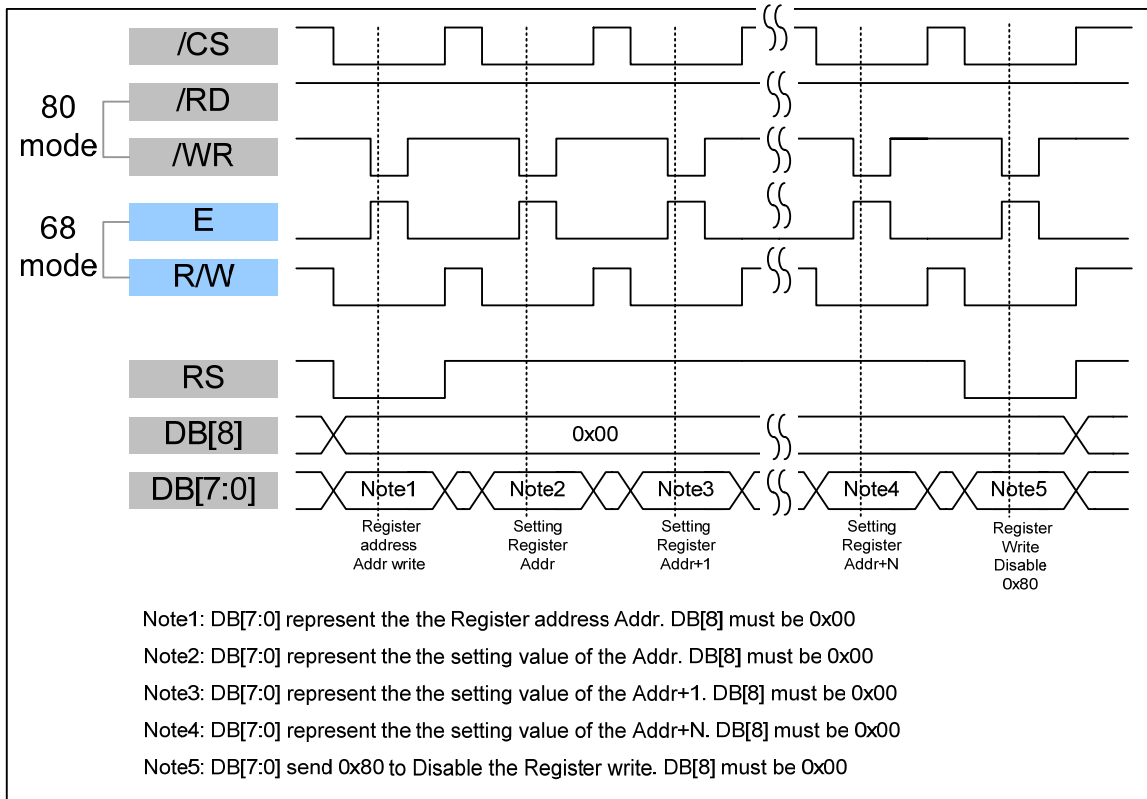 /CS
80
mode
/RD
/WR
68
mode
E
R/W
RS
DB[8]
0x00
DB[7:0]
Note1
Note2
Note3
Note4
Note5
Register
address
Addr write
Setting
Register
Addr
Setting
Register
Addr+1
Setting
Register
Addr+N
Register
Write
Disable
0x80
Note1: DB[7:0] represent the the Register address Addr. DB[8] must be 0x00
Note2: DB[7:0] represent the the setting value of the Addr. DB[8] must be 0x00
Note3: DB[7:0] represent the the setting value of the Addr+1. DB[8] must be 0x00
Note4: DB[7:0] represent the the setting value of the Addr+N. DB[8] must be 0x00
Note5: DB[7:0] send 0x80 to Disable the Register write. DB[8] must be 0x00